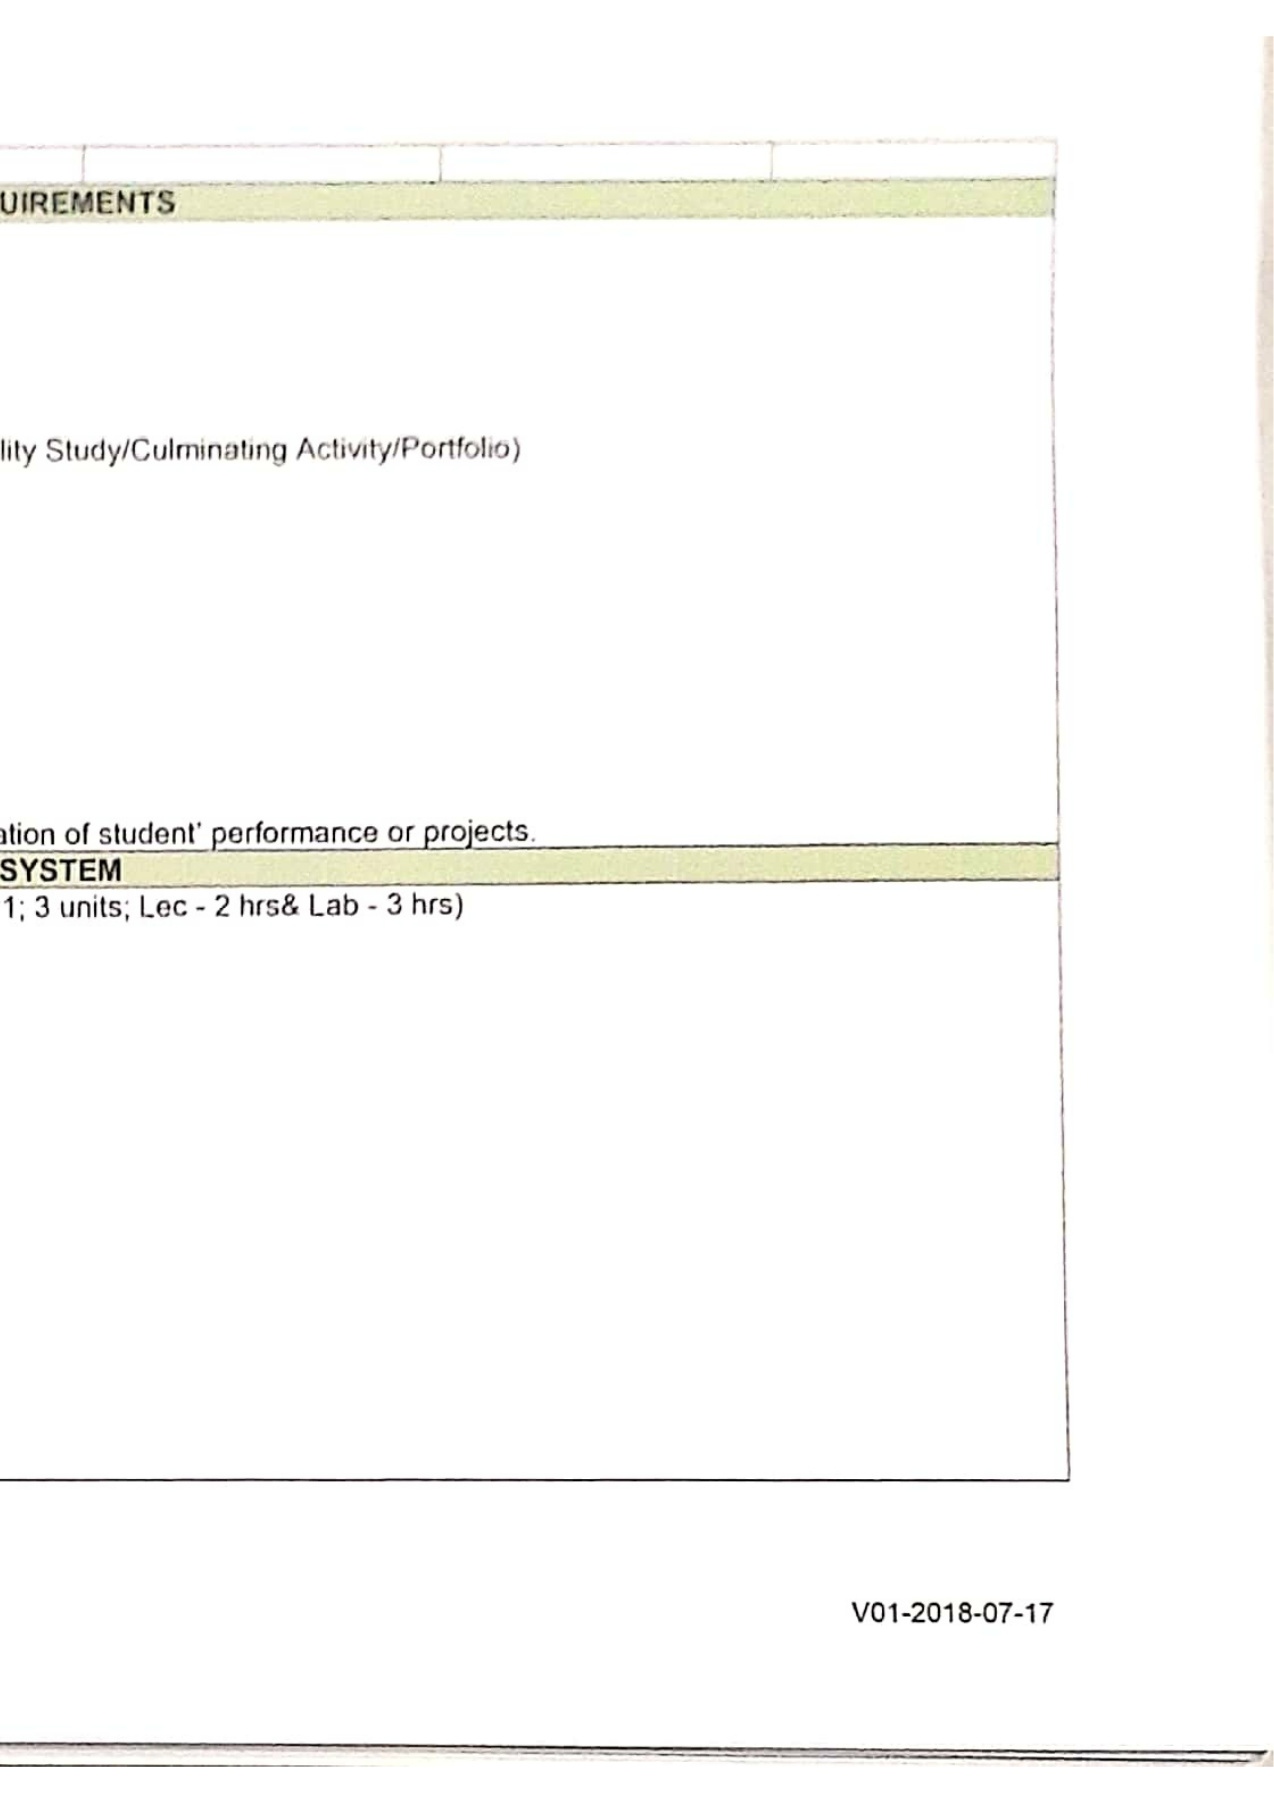 UIREMENTS
lity Study/Culminating Activity/Portfolio)
ation of student' performance or projects.
SYSTEM
1; 3 units; Lec - 2 hrs& Lab - 3 hrs)
V01-2018-07-17